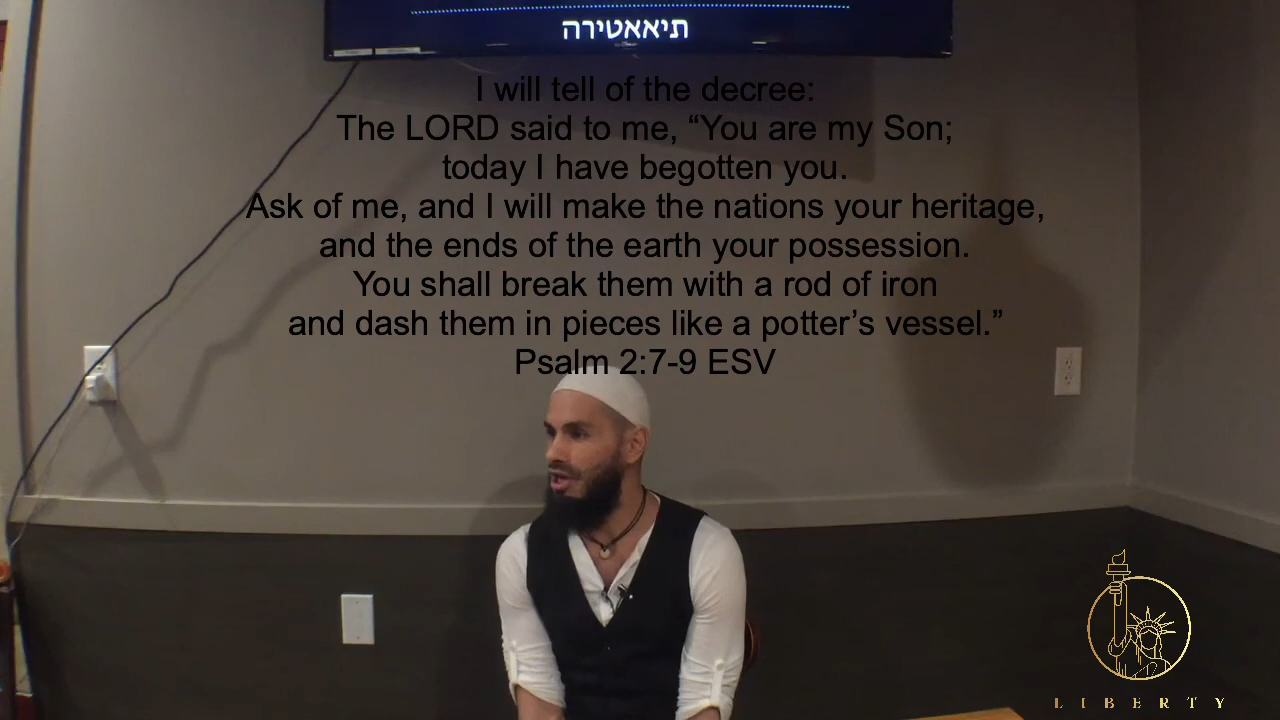 תיאאטירה
I will tell of the decree:
The LORD said to me, “You are my Son;
today I have begotten you.
Ask of me, and I will make the nations your heritage,
and the ends of the earth your possession.
You shall break them with a rod of iron
and dash them in pieces like a potter’s vessel.”
Psalm 2:7-9 ESV
LIBERTY